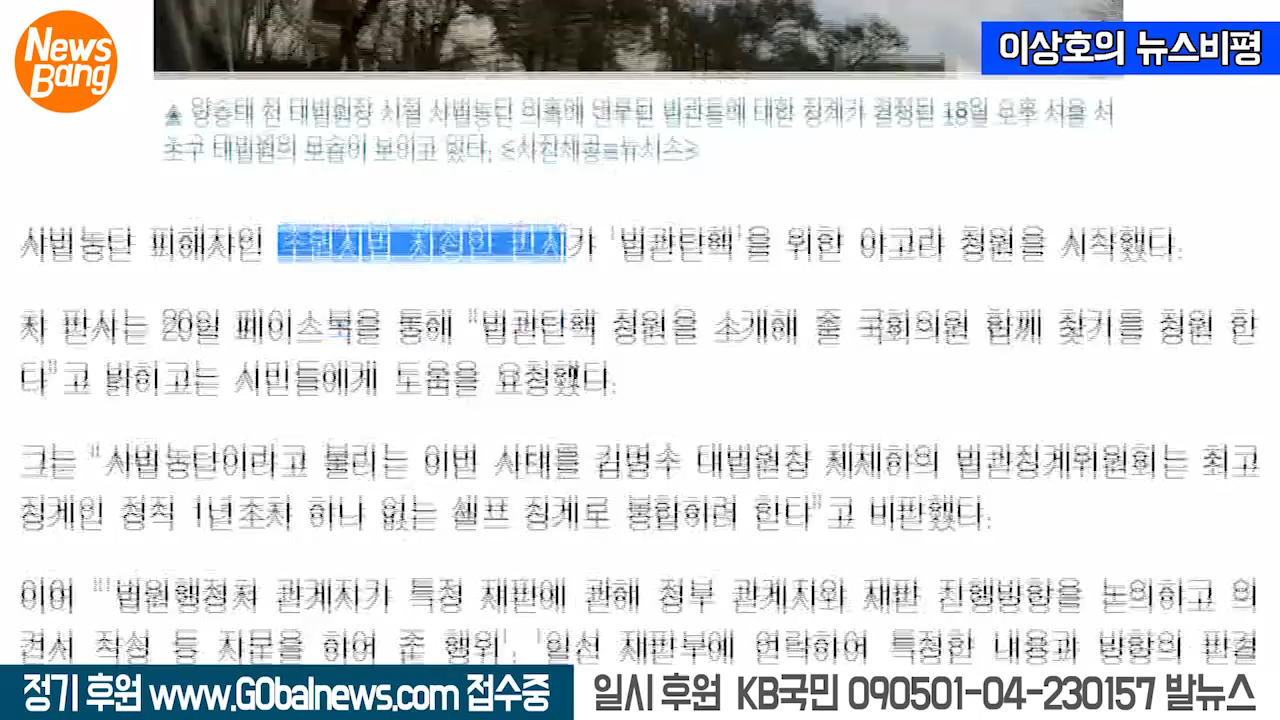 News
Bang
이상호의 뉴스비평
▲ 양승태 전 대법원장 시절 사법농단 의혹에 연루된 법관들에 대한 징계가 결정된 18일 오후 서울 서
초구 대법원의 모습이 보이고 있다. <사진제공=뉴시스>
사법농단 피해자인 수원지법 차성안 판사가 '법관탄핵'을 위한 아고라 청원을 시작했다.
차 판사는 20일 페이스북을 통해 "법관탄핵 청원을 소개해 줄 국회의원 함께 찾기를 청원 한
다"고 밝히고는 시민들에게 도움을 요청했다.
그는 "사법농단이라고 불리는 이번 사태를 김명수 대법원장 체제하의 법관징계위원회는 최고
징계인 정직 1년조차 하나 없는 셀프 징계로 봉합하려 한다"고 비판했다.
이어 "'법원행정처 관계자가 특정 재판에 관해 정부 관계자와 재판 진행방향을 논의하고 의
견서 작성 등 자문을 하여 준 행위', '일선 재판부에 연락하여 특정한 내용과 방향의 판결
정기 후원 www.GObalnews.com 접수중
일시 후원 KB국민 090501-04-230157 발뉴스